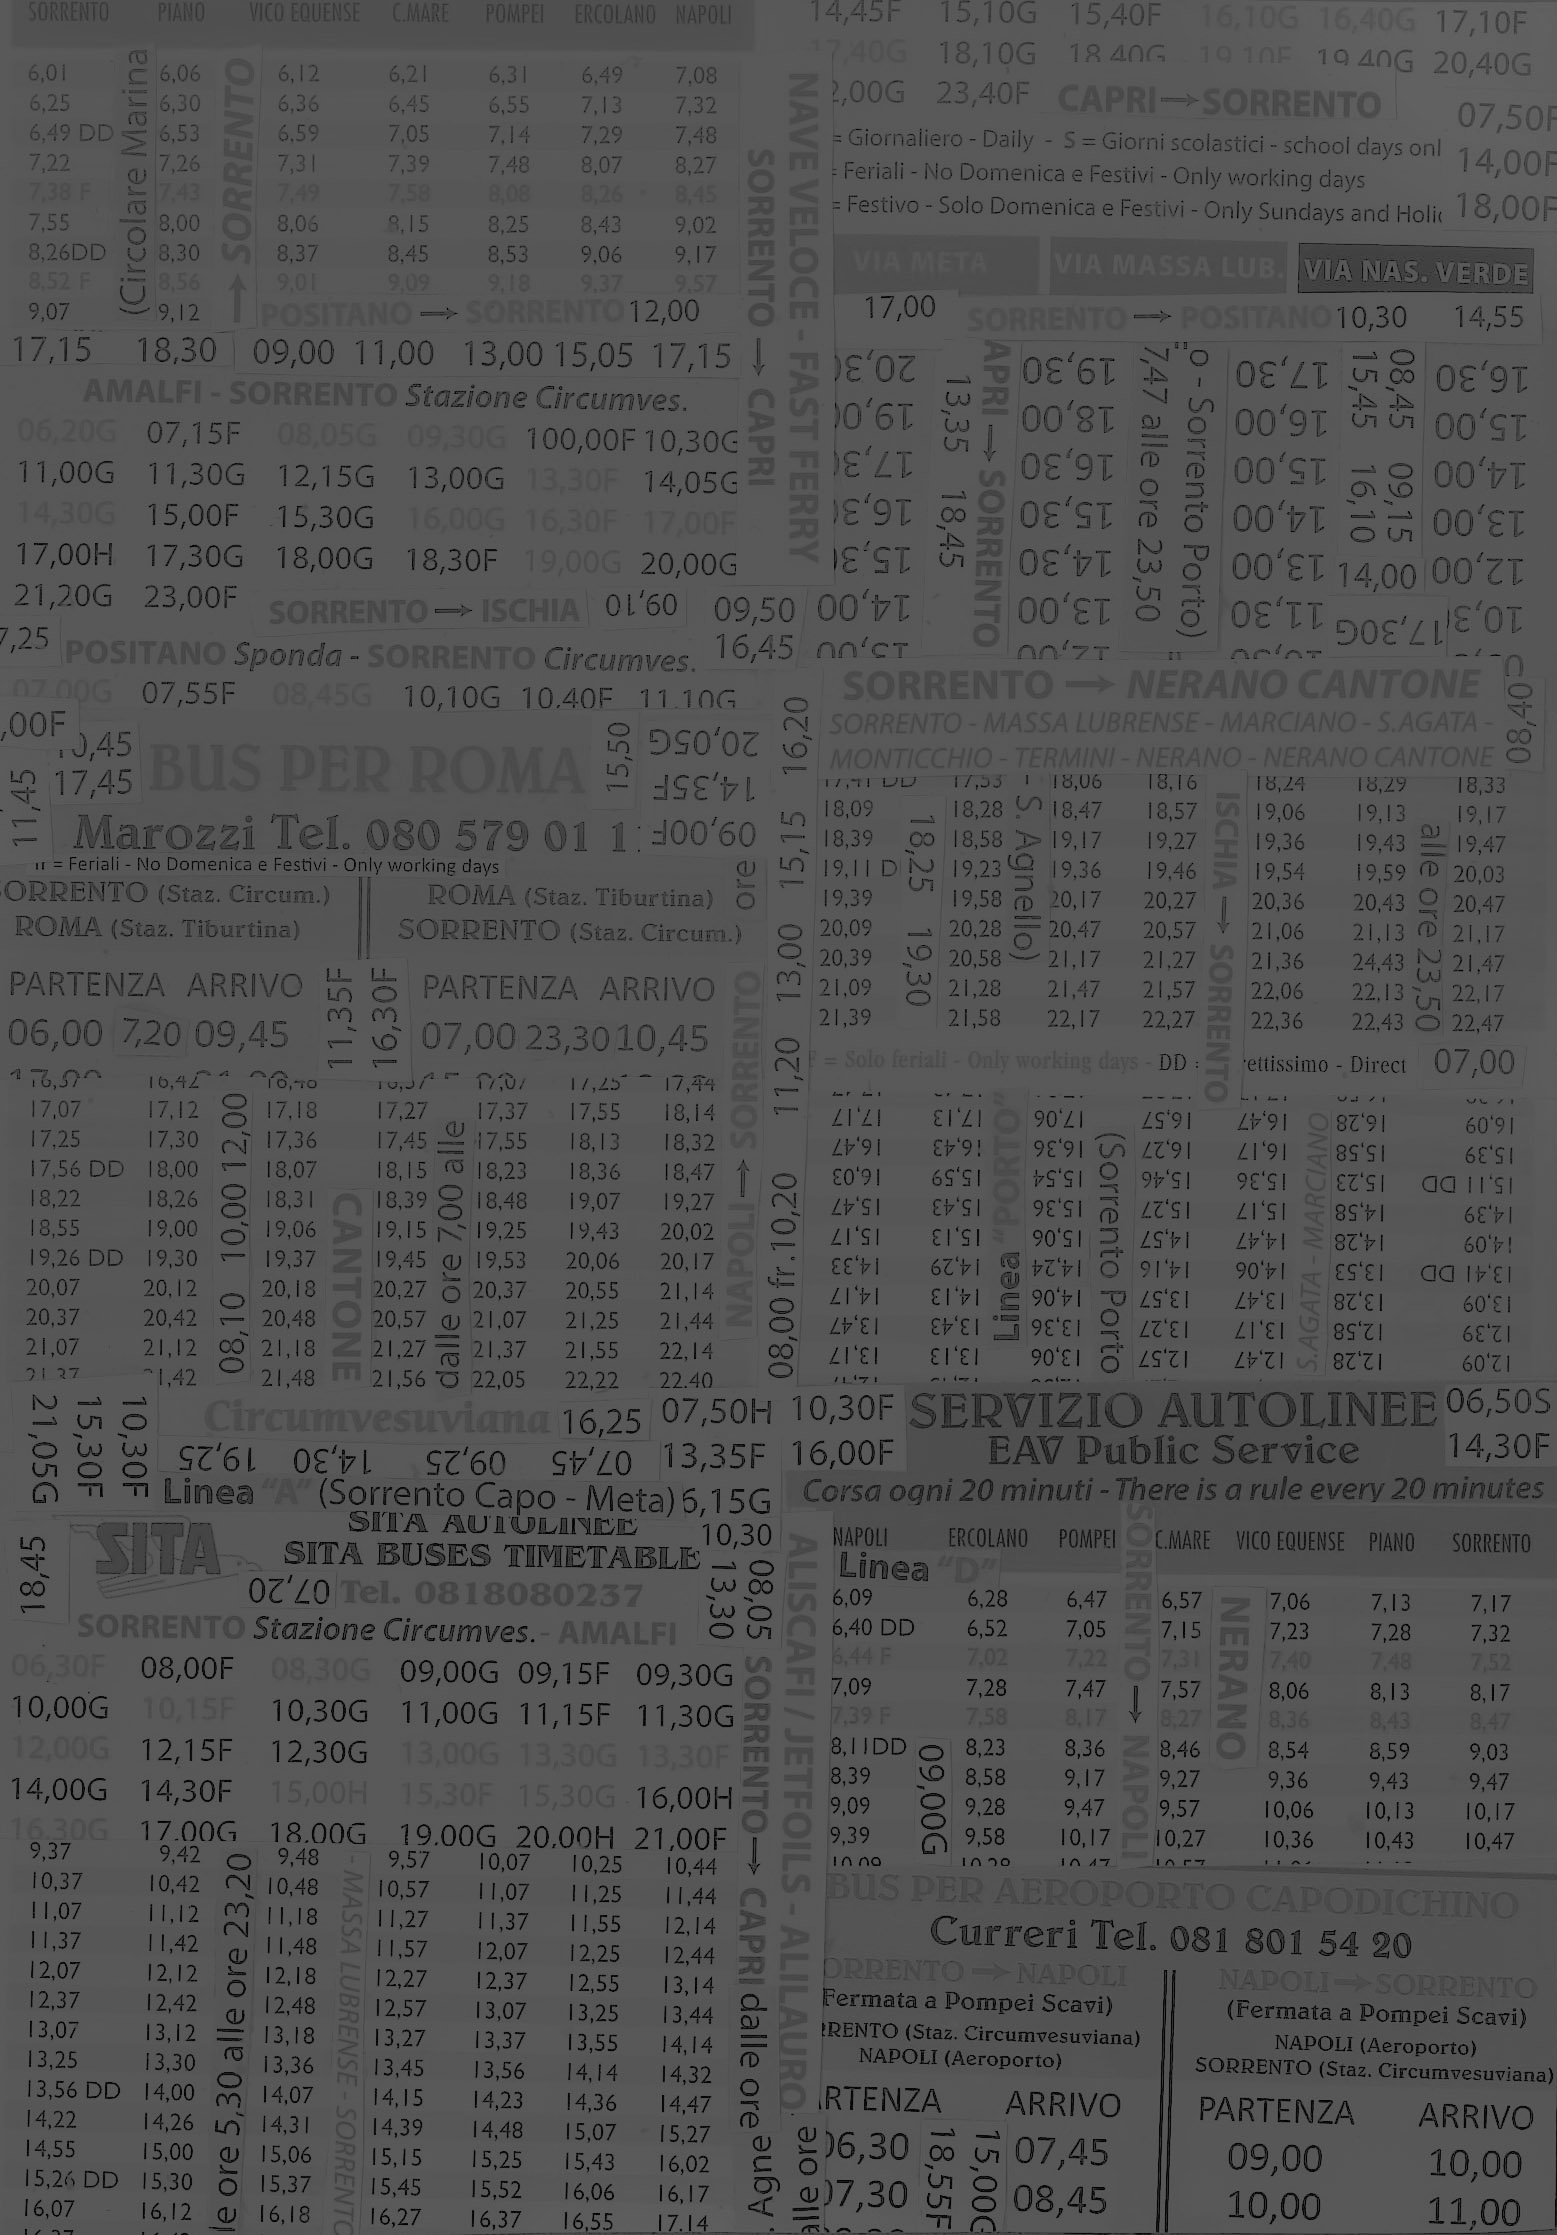 SORRENTO PIANO VICO EQUENSE C.MARE POMPEI ERCOLANO NAPOLI
6,01 6,06 6,12 6,21 6,31 6,49 7,08
6,25 6,30 6,36 6,45 6,55 7,13 7,32
6,49 DD 6,53 6,59 7,05 7,14 7,29 7,48
7,22 7,26 7,31 7,39 7,48 8,07 8,27
7,38 F 7,43 7,49 7,58 8,08 8,26 8,45
7,55 8,00 8,06 8,15 8,25 8,43 9,02
8,26DD 8,30 8,37 8,45 8,53 9,06 9,17
8,52 F 8,56 9,01 9,09 9,18 9,37 9,57
9,07 9,12
(Circolare Marina
→ SORRENTO
POSITANO → SORRENTO 12,00
17,15 18,30 09,00 11,00 13,00 15,05 17,15
NAVE VELOCE - FAST FERRY
SORRENTO → CAPRI
AMALFI - SORRENTO Stazione Circumves.
06,20G 07,15F 08,05G 09,30G 100,00F 10,30G
11,00G 11,30G 12,15G 13,00G 13,30F 14,05G
14,30G 15,00F 15,30G 16,00G 16,30F 17,00F
17,00H 17,30G 18,00G 18,30F 19,00G 20,00G
21,20G 23,00F
SORRENTO → ISCHIA 09,10 09,50
7,25 POSITANO Sponda - SORRENTO Circumves. 16,45
07,00G 07,55F 08,45G 10,10G 10,40F 11,10G
14,45F 15,10G 15,40F 16,10G 16,40G 17,10F
17,40G 18,10G 18,40G 19,10F 19,40G 20,40G
2,00G 23,40F CAPRI→SORRENTO 07,50F
= Giornaliero - Daily - S = Giorni scolastici - school days onl
14,00F
= Feriali - No Domenica e Festivi - Only working days
= Festivo - Solo Domenica e Festivi - Only Sundays and Holi
18,00F
VIA META VIA MASSA LUB. VIA NAS. VERDE
17,00 SORRENTO → POSITANO 10,30 14,55
20,30 19,30 17,30 16,30
19,00 18,00 16,00 15,00
17,30 16,30 15,00 14,00
16,30 15,30 14,00 13,00
15,30 14,30 13,00 14,00 12,00
14,00 13,00 11,30 17,30G 10,30
13,35 18,45
APRI → SORRENTO
7,47 alle ore 23,50
o - Sorrento Porto)
15,45 16,10
08,45 09,15
SORRENTO → NERANO CANTONE
SORRENTO - MASSA LUBRENSE - MARCIANO - S.AGATA -
MONTICCHIO - TERMINI - NERANO - NERANO CANTONE
,00F 0,45 17,45
11,45
BUS PER ROMA
15,50
20,05G
14,35F
09,00F
Marozzi Tel. 080 579 01 1
= Feriali - No Domenica e Festivi - Only working days
ORRENTO (Staz. Circum.) ROMA (Staz. Tiburtina)
ROMA (Staz. Tiburtina) SORRENTO (Staz. Circum.)
PARTENZA ARRIVO PARTENZA ARRIVO
06,00 7,20 09,45 07,00 23,30 10,45
11,35F
16,30F
ore
NAPOLI → SORRENTO
08,00 fr. 10,20 11,20 13,00 15,15 16,20
17,41 DD 17,53 18,06 18,16 18,24 18,29 18,33
18,09 18,28 18,47 18,57 19,06 19,13 19,17
18,39 18,58 19,17 19,27 19,36 19,43 19,47
19,11 D 19,23 19,36 19,46 19,54 19,59 20,03
19,39 19,58 20,17 20,27 20,36 20,43 20,47
20,09 20,28 20,47 20,57 21,06 21,13 21,17
20,39 20,58 21,17 21,27 21,36 24,43 21,47
21,09 21,28 21,47 21,57 22,06 22,13 22,17
21,39 21,58 22,17 22,27 22,36 22,43 22,47
18,25 19,30
S. Agnello)
ISCHIA → SORRENTO
alle ore 23,50
F = Solo feriali - Only working days - DD = rettissimo - Direct 07,00
17,07 17,12 17,18 17,27 17,37 17,55 18,14
17,25 17,30 17,36 17,45 17,55 18,13 18,32
17,56 DD 18,00 18,07 18,15 18,23 18,36 18,47
18,22 18,26 18,31 18,39 18,48 19,07 19,27
18,55 19,00 19,06 19,15 19,25 19,43 20,02
19,26 DD 19,30 19,37 19,45 19,53 20,06 20,17
20,07 20,12 20,18 20,27 20,37 20,55 21,14
20,37 20,42 20,48 20,57 21,07 21,25 21,44
21,07 21,12 21,18 21,27 21,37 21,55 22,14
21,37 21,42 21,48 21,56 22,05 22,22 22,40
08,10 10,00 12,00
CANTONE
dalle ore 7,00 alle
17,17 17,13 17,06 16,57 16,47 16,28 16,09
16,47 16,43 16,36 16,27 16,17 15,58 15,39
16,03 15,59 15,54 15,46 15,36 15,23 15,11 DD
15,47 15,43 15,36 15,27 15,17 14,58 14,39
15,17 15,13 15,06 14,57 14,47 14,28 14,09
14,33 14,29 14,24 14,16 14,06 13,53 13,41 DD
14,17 14,13 14,06 13,57 13,47 13,28 13,09
13,47 13,43 13,36 13,27 13,17 12,58 12,39
13,17 13,13 13,06 12,57 12,47 12,28 12,09
Linea "PORTO"
(Sorrento Porto
S.AGATA - MARCIANO
21,05G
15,30F
10,30F
Circumvesuviana 16,25 07,50H 10,30F
07,45 09,25 14,30 19,25 13,35F 16,00F
Linea "A" (Sorrento Capo - Meta) 6,15G
SERVIZIO AUTOLINEE 06,50S
EAV Public Service 14,30F
Corsa ogni 20 minuti - There is a rule every 20 minutes
18,45
SITA
SITA AUTOLINEE
SITA BUSES TIMETABLE
10,30
13,30
07,20 Tel. 0818080237
SORRENTO Stazione Circumves. - AMALFI
06,30F 08,00F 08,30G 09,00G 09,15F 09,30G
10,00G 10,15F 10,30G 11,00G 11,15F 11,30G
12,00G 12,15F 12,30G 13,00G 13,30G 13,30F
14,00G 14,30F 15,00H 15,30F 15,30G 16,00H
16,30G 17,00G 18,00G 19,00G 20,00H 21,00F
08,05 SORRENTO
SORRENTO → CAPRI dalle ore
ALISCAFI / JETFOILS - ALILAURO
NAPOLI ERCOLANO POMPEI C.MARE VICO EQUENSE PIANO SORRENTO
Linea "D"
6,09 6,28 6,47 6,57 7,06 7,13 7,17
6,40 DD 6,52 7,05 7,15 7,23 7,28 7,32
6,44 F 7,02 7,22 7,31 7,40 7,48 7,52
7,09 7,28 7,47 7,57 8,06 8,13 8,17
7,39 F 7,58 8,17 8,27 8,36 8,43 8,47
8,11DD 8,23 8,36 8,46 8,54 8,59 9,03
8,39 8,58 9,17 9,27 9,36 9,43 9,47
9,09 9,28 9,47 9,57 10,06 10,13 10,17
9,39 9,58 10,17 10,27 10,36 10,43 10,47
09,00G
SORRENTO → NAPOLI
NERANO
9,37 9,42 9,48 9,57 10,07 10,25 10,44
10,37 10,42 10,48 10,57 11,07 11,25 11,44
11,07 11,12 11,18 11,27 11,37 11,55 12,14
11,37 11,42 11,48 11,57 12,07 12,25 12,44
12,07 12,12 12,18 12,27 12,37 12,55 13,14
12,37 12,42 12,48 12,57 13,07 13,25 13,44
13,07 13,12 13,18 13,27 13,37 13,55 14,14
13,25 13,30 13,36 13,45 13,56 14,14 14,32
13,56 DD 14,00 14,07 14,15 14,23 14,36 14,47
14,22 14,26 14,31 14,39 14,48 15,07 15,27
14,55 15,00 15,06 15,15 15,25 15,43 16,02
15,26 DD 15,30 15,37 15,45 15,52 16,06 16,17
16,07 16,12 16,18 16,27 16,37 16,55 17,14
le ore 5,30 alle ore 23,20
- MASSA LUBRENSE - SORRENTO
BUS PER AEROPORTO CAPODICHINO
Curreri Tel. 081 801 54 20
ORRENTO → NAPOLI NAPOLI → SORRENTO
Fermata a Pompei Scavi) (Fermata a Pompei Scavi)
RRENTO (Staz. Circumvesuviana) NAPOLI (Aeroporto)
NAPOLI (Aeroporto) SORRENTO (Staz. Circumvesuviana)
RTENZA ARRIVO PARTENZA ARRIVO
06,30 07,45 09,00 10,00
07,30 08,45 10,00 11,00
18,55F
15,00G